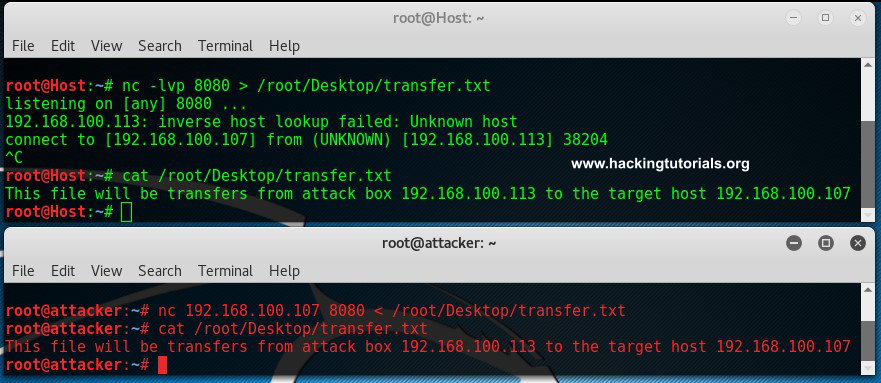 root@Host: ~
File Edit View Search Terminal Help
root@Host:~# nc -lvp 8080 > /root/Desktop/transfer.txt
listening on [any] 8080 ...
192.168.100.113: inverse host lookup failed: Unknown host
connect to [192.168.100.107] from (UNKNOWN) [192.168.100.113] 38204
^C
www.hackingtutorials.org
root@Host:~# cat /root/Desktop/transfer.txt
This file will be transfers from attack box 192.168.100.113 to the target host 192.168.100.107
root@Host:~#
root@attacker: ~
File Edit View Search Terminal Help
root@attacker:~# nc 192.168.100.107 8080 < /root/Desktop/transfer.txt
root@attacker:~# cat /root/Desktop/transfer.txt
This file will be transfers from attack box 192.168.100.113 to the target host 192.168.100.107
root@attacker:~#